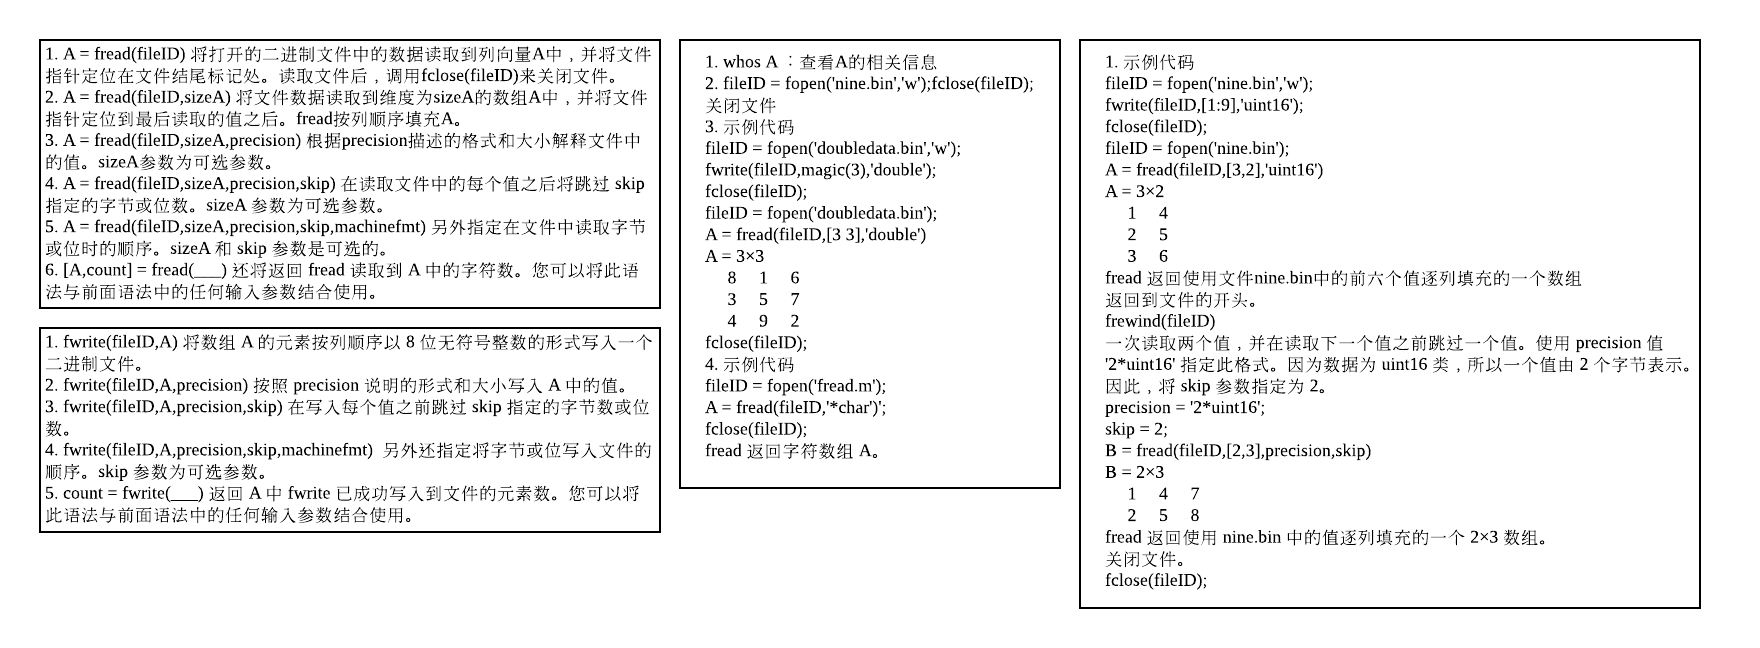 1. A = fread(fileID) 将打开的二进制文件中的数据读取到列向量A中，并将文件
指针定位在文件结尾标记处。读取文件后，调用fclose(fileID)来关闭文件。
2. A = fread(fileID,sizeA) 将文件数据读取到维度为sizeA的数组A中，并将文件
指针定位到最后读取的值之后。fread按列顺序填充A。
3. A = fread(fileID,sizeA,precision) 根据precision描述的格式和大小解释文件中
的值。sizeA参数为可选参数。
4. A = fread(fileID,sizeA,precision,skip) 在读取文件中的每个值之后将跳过 skip
指定的字节或位数。sizeA 参数为可选参数。
5. A = fread(fileID,sizeA,precision,skip,machinefmt) 另外指定在文件中读取字节
或位时的顺序。sizeA 和 skip 参数是可选的。
6. [A,count] = fread(___) 还将返回 fread 读取到 A 中的字符数。您可以将此语
法与前面语法中的任何输入参数结合使用。
1. fwrite(fileID,A) 将数组 A 的元素按列顺序以 8 位无符号整数的形式写入一个
二进制文件。
2. fwrite(fileID,A,precision) 按照 precision 说明的形式和大小写入 A 中的值。
3. fwrite(fileID,A,precision,skip) 在写入每个值之前跳过 skip 指定的字节数或位
数。
4. fwrite(fileID,A,precision,skip,machinefmt)  另外还指定将字节或位写入文件的
顺序。skip 参数为可选参数。
5. count = fwrite(___) 返回 A 中 fwrite 已成功写入到文件的元素数。您可以将
此语法与前面语法中的任何输入参数结合使用。
1. whos A ：查看A的相关信息
2. fileID = fopen('nine.bin','w');fclose(fileID);
关闭文件
3. 示例代码
fileID = fopen('doubledata.bin','w');
fwrite(fileID,magic(3),'double');
fclose(fileID);
fileID = fopen('doubledata.bin');
A = fread(fileID,[3 3],'double')
A = 3×3
8 1 6
3 5 7
4 9 2
fclose(fileID);
4. 示例代码
fileID = fopen('fread.m');
A = fread(fileID,'*char')';
fclose(fileID);
fread 返回字符数组 A。
1. 示例代码
fileID = fopen('nine.bin','w');
fwrite(fileID,[1:9],'uint16');
fclose(fileID);
fileID = fopen('nine.bin');
A = fread(fileID,[3,2],'uint16')
A = 3×2
1 4
2 5
3 6
fread 返回使用文件nine.bin中的前六个值逐列填充的一个数组
返回到文件的开头。
frewind(fileID)
一次读取两个值，并在读取下一个值之前跳过一个值。使用 precision 值
'2*uint16' 指定此格式。因为数据为 uint16 类，所以一个值由 2 个字节表示。
因此，将 skip 参数指定为 2。
precision = '2*uint16';
skip = 2;
B = fread(fileID,[2,3],precision,skip)
B = 2×3
1 4 7
2 5 8
fread 返回使用 nine.bin 中的值逐列填充的一个 2×3 数组。
关闭文件。
fclose(fileID);